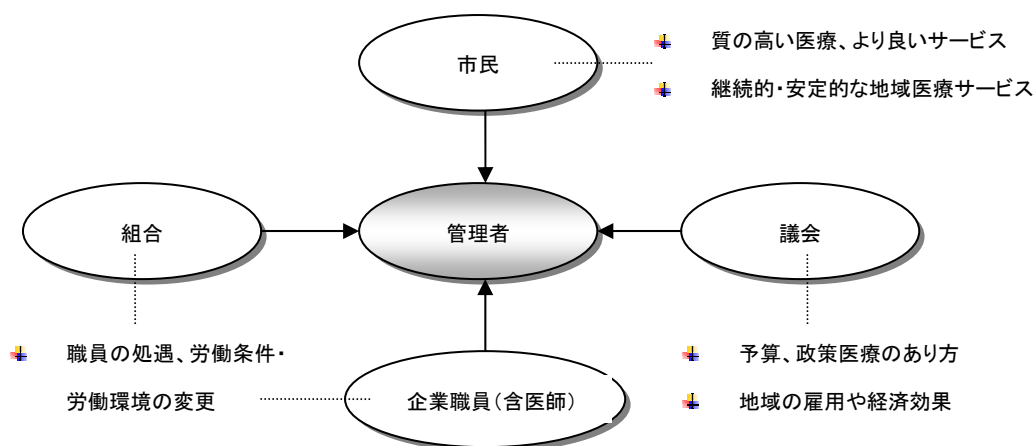 市民
質の高い医療、より良いサービス
継続的・安定的な地域医療サービス
組合
管理者
議会
職員の処遇、労働条件・
労働環境の変更
企業職員(含医師)
予算、政策医療のあり方
地域の雇用や経済効果